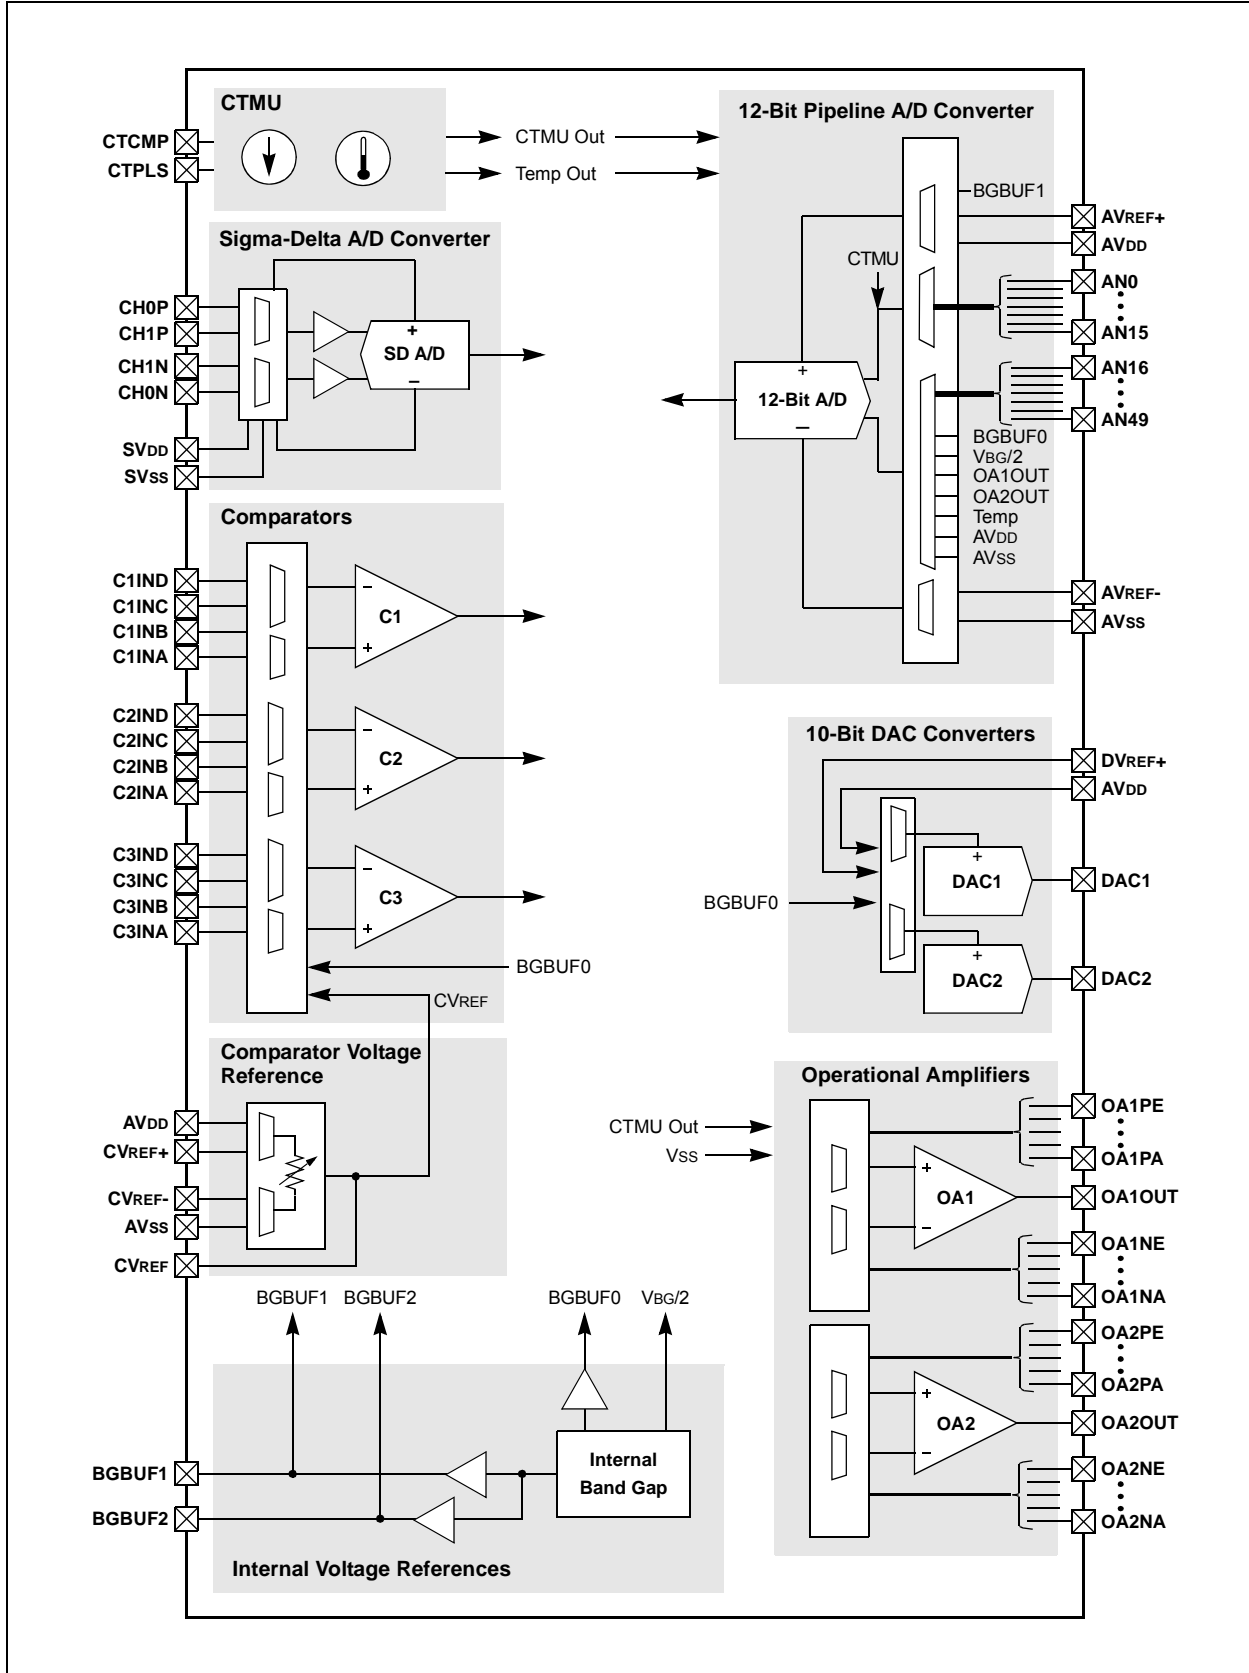 CTMU
CTCMP
CTPLS
CTMU Out
Temp Out
12-Bit Pipeline A/D Converter
BGBUF1
AVREF+
AVDD
CTMU
AN0
AN15
AN16
AN49
+
12-Bit A/D
–
BGBUF0
VBG/2
OA1OUT
OA2OUT
Temp
AVDD
AVSS
AVREF-
AVSS
Sigma-Delta A/D Converter
CH0P
CH1P
CH1N
CH0N
SVDD
SVSS
+
SD A/D
–
Comparators
C1IND
C1INC
C1INB
C1INA
–
C1
+
C2IND
C2INC
C2INB
C2INA
–
C2
+
C3IND
C3INC
C3INB
C3INA
–
C3
+
BGBUF0
CVREF
10-Bit DAC Converters
DVREF+
AVDD
+
DAC1
DAC1
BGBUF0
+
DAC2
DAC2
Comparator Voltage
Reference
AVDD
CVREF+
CVREF-
AVSS
CVREF
Operational Amplifiers
CTMU Out
VSS
OA1PE
OA1PA
+
OA1
–
OA1OUT
OA1NE
OA1NA
OA2PE
OA2PA
+
OA2
–
OA2OUT
OA2NE
OA2NA
BGBUF1
BGBUF2
BGBUF0
VBG/2
Internal
Band Gap
BGBUF1
BGBUF2
Internal Voltage References